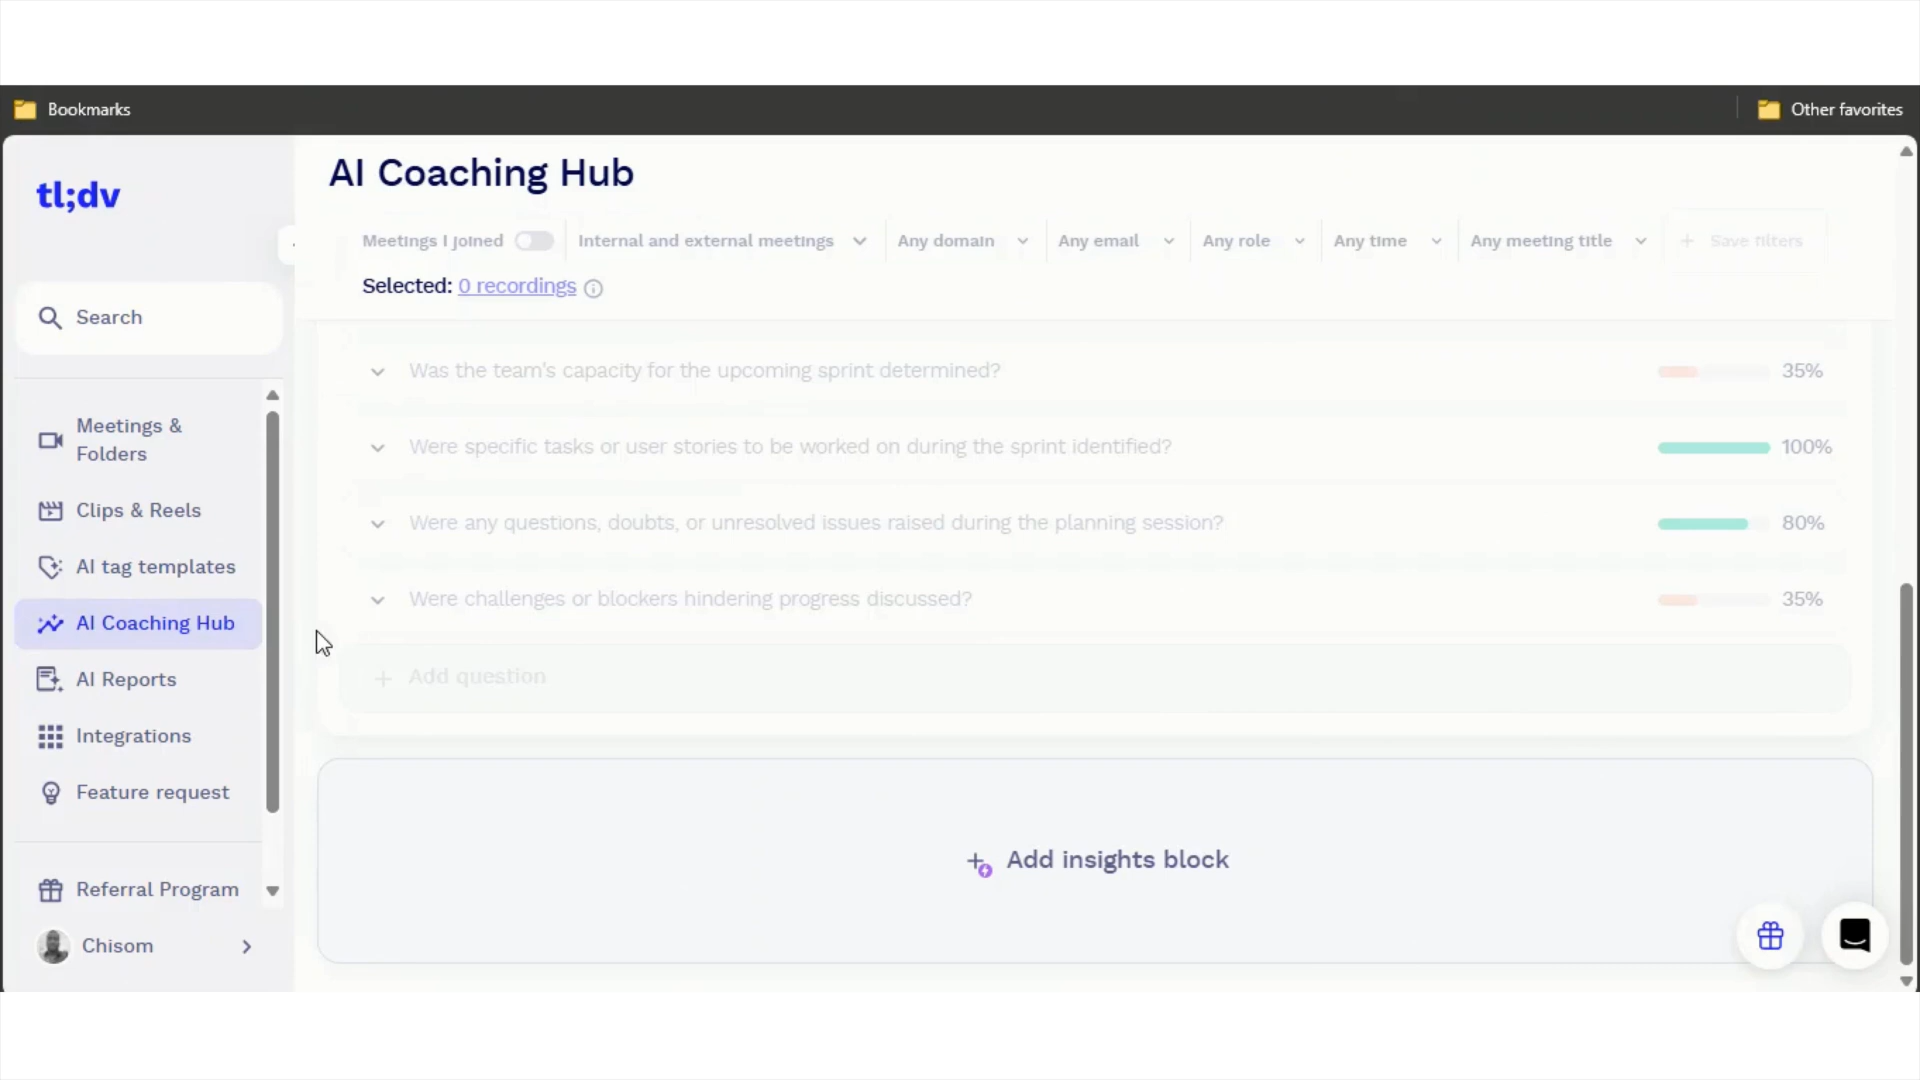 Bookmarks
Other favorites
tl;dv
Search
Meetings &
Folders
Clips & Reels
AI tag templates
AI Coaching Hub
AI Reports
Integrations
Feature request
Referral Program
Chisom
AI Coaching Hub
Meetings I joined
Internal and external meetings
Any domain
Any email
Any role
Any time
Any meeting title
+ Save filters
Selected: 0 recordings
Was the team's capacity for the upcoming sprint determined?
35%
Were specific tasks or user stories to be worked on during the sprint identified?
100%
Were any questions, doubts, or unresolved issues raised during the planning session?
80%
Were challenges or blockers hindering progress discussed?
35%
+ Add question
Add insights block